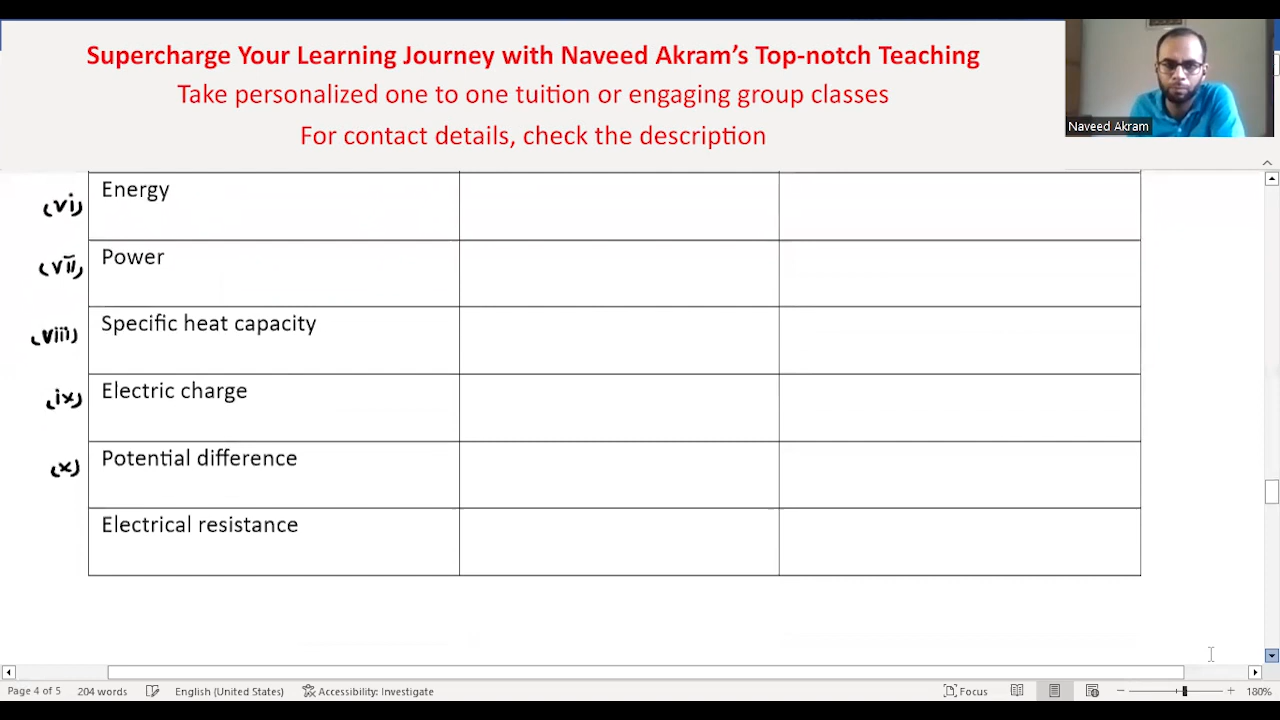 Supercharge Your Learning Journey with Naveed Akram’s Top-notch Teaching
Take personalized one to one tuition or engaging group classes
For contact details, check the description
Naveed Akram
(vi) Energy
(vii) Power
(viii) Specific heat capacity
(ix) Electric charge
(x) Potential difference
Electrical resistance
Page 4 of 5 204 words English (United States) Accessibility: Investigate Focus 180%